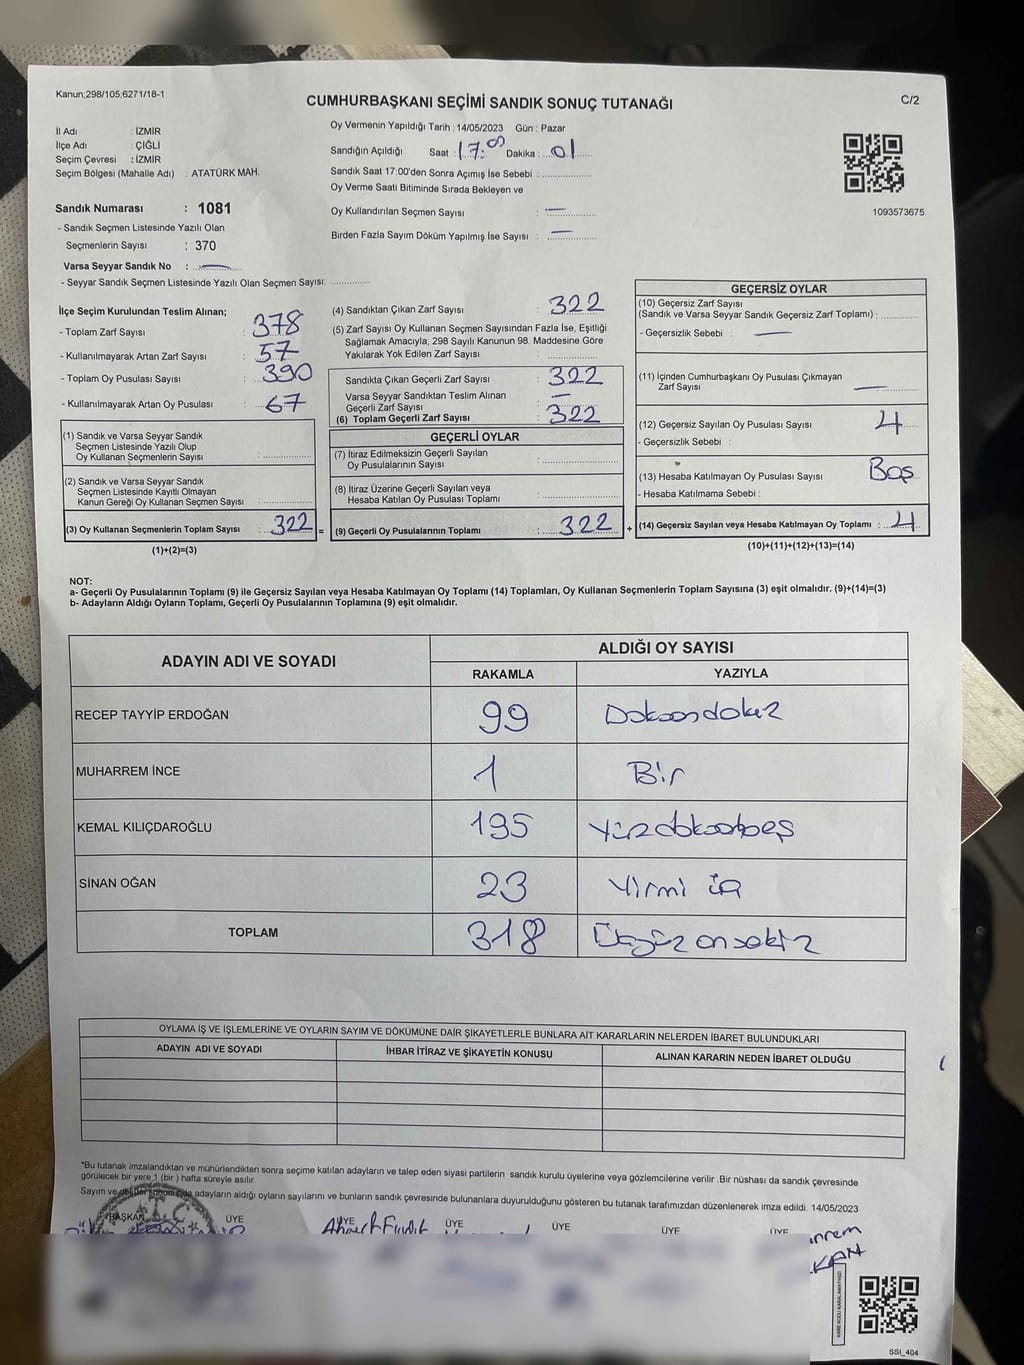 Kanun;298/105;6271/18-1
CUMHURBAŞKANI SEÇİMİ SANDIK SONUÇ TUTANAĞI
C/2
İl Adı : İZMİR
İlçe Adı : ÇİĞLİ
Seçim Çevresi : İZMİR
Seçim Bölgesi (Mahalle Adı) : ATATÜRK MAH.
Oy Vermenin Yapıldığı Tarih : 14/05/2023 Gün : Pazar
Sandığın Açıldığı Saat : 17:00 Dakika : 01
Sandık Saat 17:00'den Sonra Açımış İse Sebebi :
Oy Verme Saati Bitiminde Sırada Bekleyen ve
Oy Kullandırılan Seçmen Sayısı : —
Birden Fazla Sayım Döküm Yapılmış İse Sayısı : —
1093573675
Sandık Numarası : 1081
- Sandık Seçmen Listesinde Yazılı Olan
Seçmenlerin Sayısı : 370
Varsa Seyyar Sandık No : —
- Seyyar Sandık Seçmen Listesinde Yazılı Olan Seçmen Sayısı:
İlçe Seçim Kurulundan Teslim Alınan;
- Toplam Zarf Sayısı : 378
- Kullanılmayarak Artan Zarf Sayısı : 57
- Toplam Oy Pusulası Sayısı : 390
- Kullanılmayarak Artan Oy Pusulası : 67
(1) Sandık ve Varsa Seyyar Sandık
Seçmen Listesinde Yazılı Olup
Oy Kullanan Seçmenlerin Sayısı :
(2) Sandık ve Varsa Seyyar Sandık
Seçmen Listesinde Kayıtlı Olmayan
Kanun Gereği Oy Kullanan Seçmen Sayısı :
(3) Oy Kullanan Seçmenlerin Toplam Sayısı : 322 =
(1)+(2)=(3)
(4) Sandıktan Çıkan Zarf Sayısı : 322
(5) Zarf Sayısı Oy Kullanan Seçmen Sayısından Fazla İse, Eşitliği
Sağlamak Amacıyla; 298 Sayılı Kanunun 98. Maddesine Göre
Yakılarak Yok Edilen Zarf Sayısı
Sandıkta Çıkan Geçerli Zarf Sayısı : 322
Varsa Seyyar Sandıktan Teslim Alınan
Geçerli Zarf Sayısı : —
(6) Toplam Geçerli Zarf Sayısı : 322
GEÇERLİ OYLAR
(7) İtiraz Edilmeksizin Geçerli Sayılan
Oy Pusulalarının Sayısı :
(8) İtiraz Üzerine Geçerli Sayılan veya
Hesaba Katılan Oy Pusulası Toplamı :
(9) Geçerli Oy Pusulalarının Toplamı : 322 +
GEÇERSİZ OYLAR
(10) Geçersiz Zarf Sayısı
(Sandık ve Varsa Seyyar Sandık Geçersiz Zarf Toplamı) :
- Geçersizlik Sebebi : —
(11) İçinden Cumhurbaşkanı Oy Pusulası Çıkmayan
Zarf Sayısı : —
(12) Geçersiz Sayılan Oy Pusulası Sayısı : 4
- Geçersizlik Sebebi :
(13) Hesaba Katılmayan Oy Pusulası Sayısı : Boş
- Hesaba Katılmama Sebebi :
(14) Geçersiz Sayılan veya Hesaba Katılmayan Oy Toplamı : 4
(10)+(11)+(12)+(13)=(14)
NOT:
a- Geçerli Oy Pusulalarının Toplamı (9) ile Geçersiz Sayılan veya Hesaba Katılmayan Oy Toplamı (14) Toplamları, Oy Kullanan Seçmenlerin Toplam Sayısına (3) eşit olmalıdır. (9)+(14)=(3)
b- Adayların Aldığı Oyların Toplamı, Geçerli Oy Pusulalarının Toplamına (9) eşit olmalıdır.
ADAYIN ADI VE SOYADI
ALDIĞI OY SAYISI
RAKAMLA YAZIYLA
RECEP TAYYİP ERDOĞAN 99 Doksandokuz
MUHARREM İNCE 1 Bir
KEMAL KILIÇDAROĞLU 195 Yüzdoksanbeş
SİNAN OĞAN 23 Yirmi üç
TOPLAM 318 Üçyüz onsekiz
OYLAMA İŞ VE İŞLEMLERİNE VE OYLARIN SAYIM VE DÖKÜMÜNE DAİR ŞİKAYETLERLE BUNLARA AİT KARARLARIN NELERDEN İBARET BULUNDUKLARI
ADAYIN ADI VE SOYADI İHBAR İTİRAZ VE ŞİKAYETİN KONUSU ALINAN KARARIN NEDEN İBARET OLDUĞU
*Bu tutanak imzalandıktan ve mühürlendikten sonra seçime katılan adayların ve talep eden siyasi partilerin sandık kurulu üyelerine veya gözlemcilerine verilir .Bir nüshası da sandık çevresinde
görülecek bir yere 1 (bir ) hafta süreyle asılır.
Sayım ve döküm sonunda adayların aldığı oyların sayılarını ve bunların sandık çevresinde bulunanlara duyurulduğunu gösteren bu tutanak tarafımızdan düzenlenerek imza edildi. 14/05/2023
BAŞKAN ÜYE ÜYE ÜYE ÜYE ÜYE ÜYE
T.C.
SSI_404